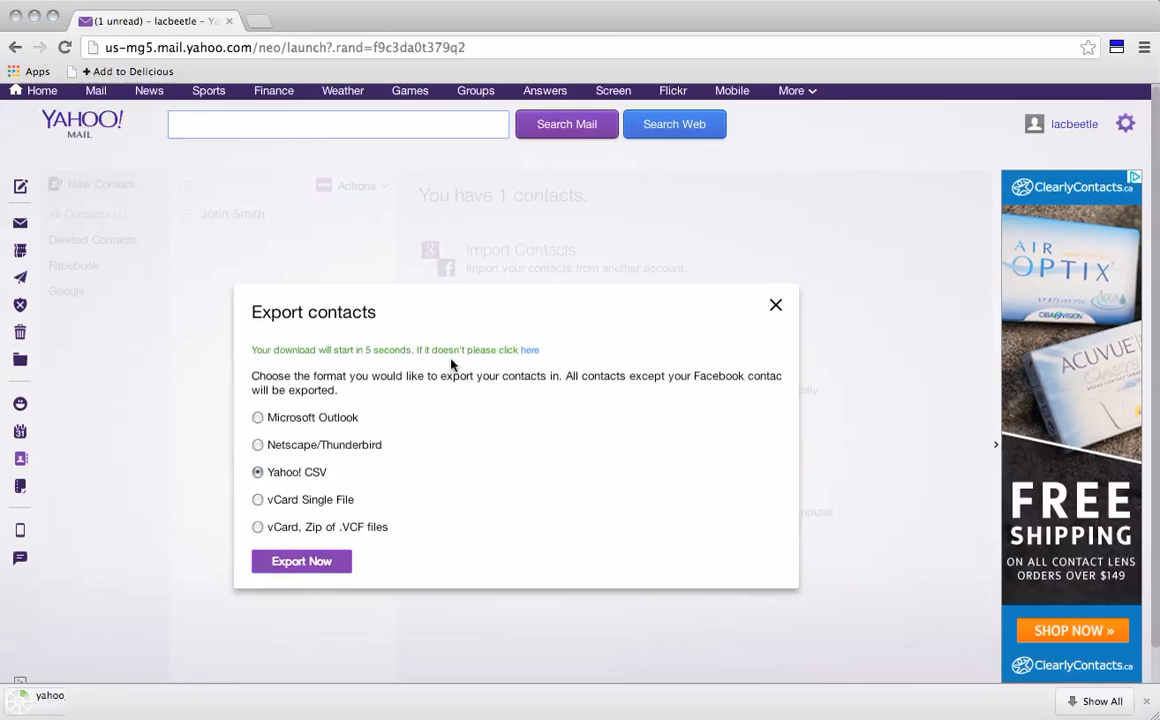 (1 unread) - lacbeetle - Ya
us-mg5.mail.yahoo.com/neo/launch?.rand=f9c3da0t379q2
Apps + Add to Delicious
Home Mail News Sports Finance Weather Games Groups Answers Screen Flickr Mobile More
YAHOO!
MAIL
Search Mail Search Web lacbeetle
New Contact Actions You have 1 contacts.
All Contacts (1) John Smith
Deleted Contacts
Import Contacts
Facebook Import your contacts from another account.
Google
Export contacts
Your download will start in 5 seconds. If it doesn't please click here
Choose the format you would like to export your contacts in. All contacts except your Facebook contac
will be exported.
Microsoft Outlook
Netscape/Thunderbird
Yahoo! CSV
vCard Single File
vCard, Zip of .VCF files
Export Now
ClearlyContacts.ca
AIR
OPTIX
AQUA
CIBA VISION
ACUVUE
OASYS
FREE
SHIPPING
ON ALL CONTACT LENS
ORDERS OVER $149
SHOP NOW »
ClearlyContacts.ca
yahoo
Show All